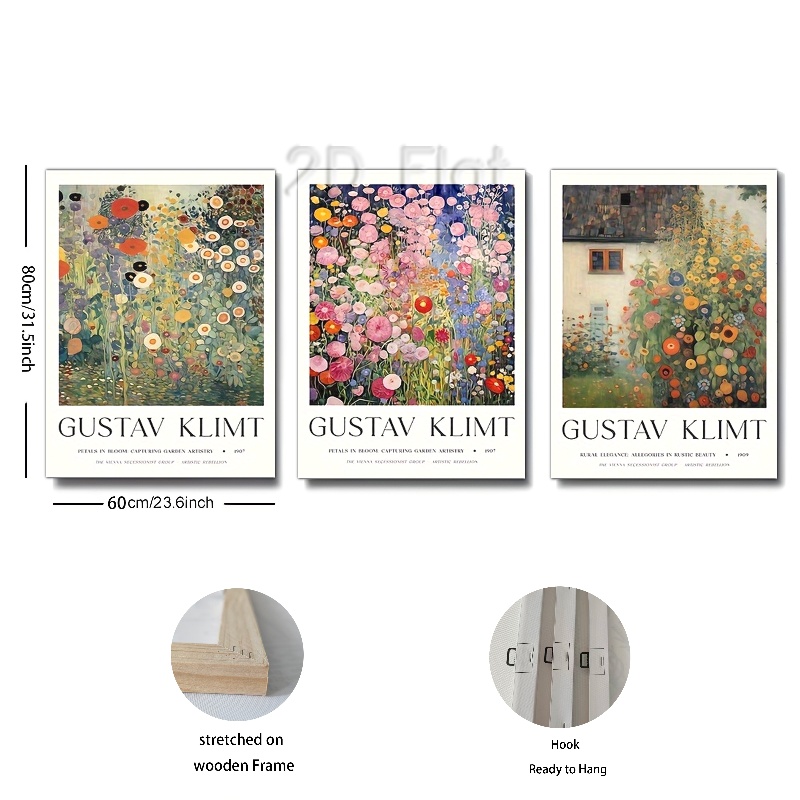 2D Flat
80cm/31.5inch
GUSTAV KLIMT
PETALS IN BLOOM: CAPTURING GARDEN ARTISTRY • 1907
THE VIENNA SECESSIONIST GROUP ARTISTIC REBELLION
GUSTAV KLIMT
PETALS IN BLOOM: CAPTURING GARDEN ARTISTRY • 1907
THE VIENNA SECESSIONIST GROUP ARTISTIC REBELLION
GUSTAV KLIMT
RURAL ELEGANCE: ALLEGORIES IN RUSTIC BEAUTY • 1909
THE VIENNA SECESSIONIST GROUP ARTISTIC REBELLION
60cm/23.6inch
stretched on
wooden Frame
Hook
Ready to Hang